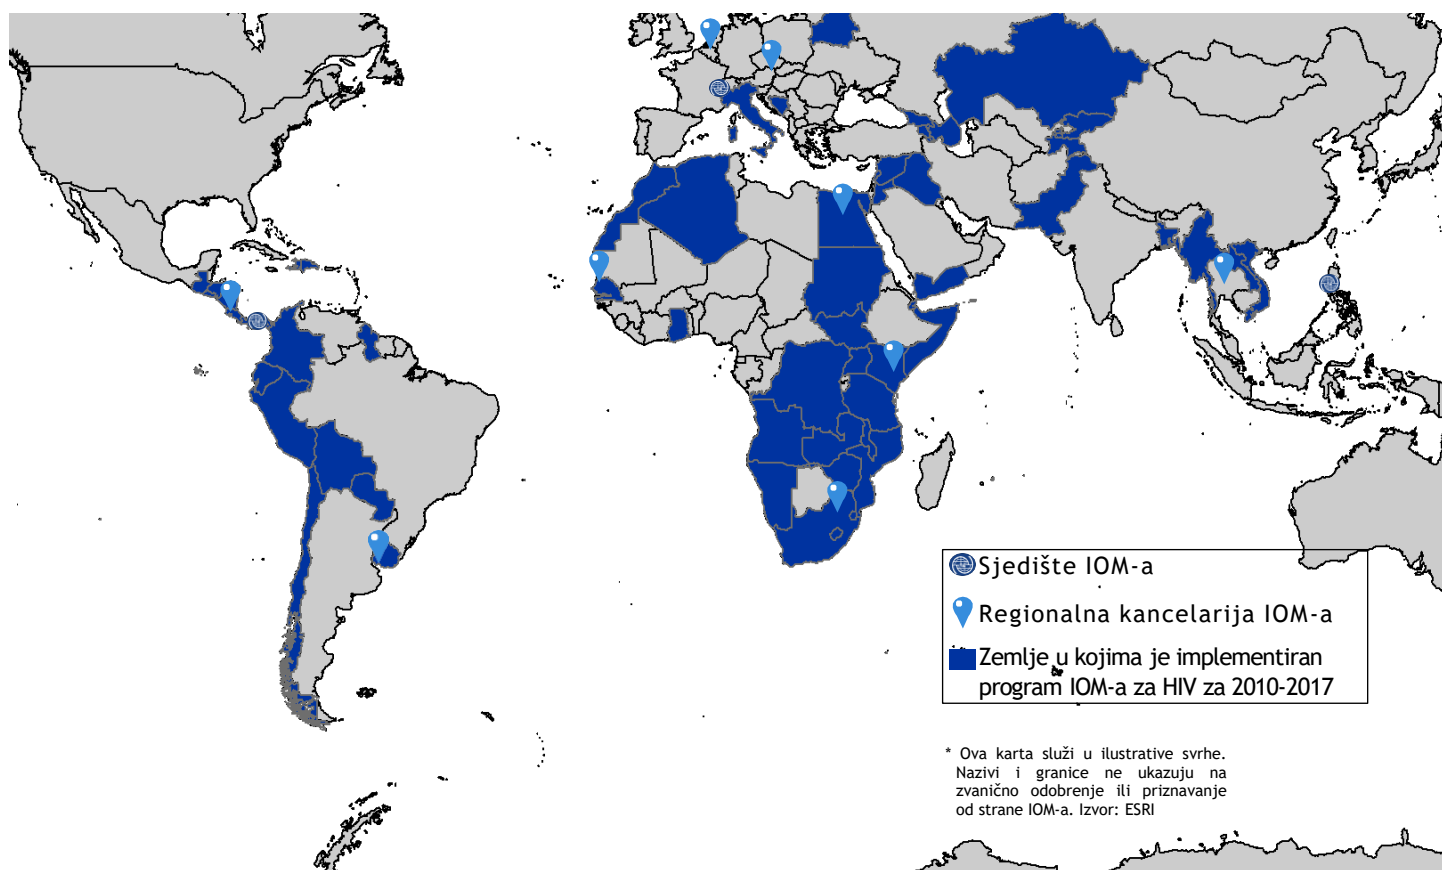 Sjedište IOM-a
Regionalna kancelarija IOM-a
Zemlje u kojima je implementiran
program IOM-a za HIV za 2010-2017
* Ova karta služi u ilustrative svrhe.
Nazivi i granice ne ukazuju na
zvanično odobrenje ili priznavanje
od strane IOM-a. Izvor: ESRI